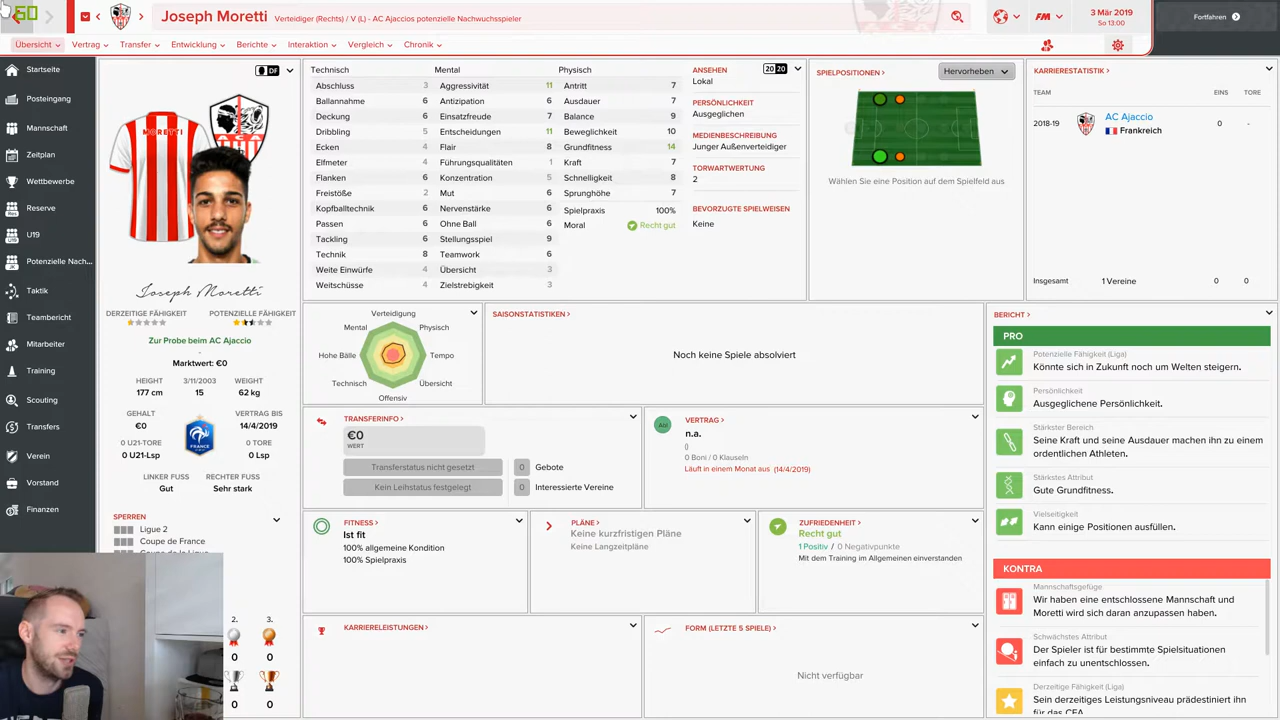 60
Joseph Moretti
Verteidiger (Rechts) / V (L) - AC Ajaccios potenzielle Nachwuchsspieler
FM
3 Mär 2019
So 13:00
Fortfahren
Übersicht
Vertrag
Transfer
Entwicklung
Berichte
Interaktion
Vergleich
Chronik
Startseite
Posteingang
Mannschaft
Zeitplan
Wettbewerbe
Reserve
U19
Potenzielle Nach...
Taktik
Teambericht
Mitarbeiter
Training
Scouting
Transfers
Verein
Vorstand
Finanzen
DF
MORETTI
Joseph Moretti
DERZEITIGE FÄHIGKEIT
POTENZIELLE FÄHIGKEIT
Zur Probe beim AC Ajaccio
-
Marktwert: €0
HEIGHT
177 cm
3/11/2003
15
WEIGHT
62 kg
GEHALT
€0
VERTRAG BIS
14/4/2019
0 U21-TORE
0 U21-Lsp
FRANCE
0 TORE
0 Lsp
LINKER FUSS
Gut
RECHTER FUSS
Sehr stark
SPERREN
Ligue 2
Coupe de France
2.
3.
0
0
0
0
Technisch
Abschluss 3
Ballannahme 6
Deckung 6
Dribbling 5
Ecken 4
Elfmeter 4
Flanken 6
Freistöße 2
Kopfballtechnik 6
Passen 6
Tackling 6
Technik 8
Weite Einwürfe 4
Weitschüsse 4
Mental
Aggressivität 11
Antizipation 6
Einsatzfreude 7
Entscheidungen 11
Flair 8
Führungsqualitäten 1
Konzentration 5
Mut 6
Nervenstärke 6
Ohne Ball 6
Stellungsspiel 9
Teamwork 6
Übersicht 3
Zielstrebigkeit 3
Physisch
Antritt 7
Ausdauer 7
Balance 9
Beweglichkeit 10
Grundfitness 14
Kraft 7
Schnelligkeit 8
Sprunghöhe 7
Spielpraxis 100%
Moral Recht gut
ANSEHEN
Lokal
20 20
PERSÖNLICHKEIT
Ausgeglichen
MEDIENBESCHREIBUNG
Junger Außenverteidiger
TORWARTWERTUNG
2
BEVORZUGTE SPIELWEISEN
Keine
SPIELPOSITIONEN
Hervorheben
Wählen Sie eine Position auf dem Spielfeld aus
KARRIERESTATISTIK
TEAM EINS TORE
2018-19 AC Ajaccio 0 -
Frankreich
Insgesamt 1 Vereine 0 0
Verteidigung
Mental
Physisch
Hohe Bälle
Tempo
Technisch
Übersicht
Offensiv
SAISONSTATISTIKEN
Noch keine Spiele absolviert
TRANSFERINFO
€0
WERT
Transferstatus nicht gesetzt
0 Gebote
Kein Leihstatus festgelegt
0 Interessierte Vereine
Abl
VERTRAG
n.a.
()
0 Boni / 0 Klauseln
Läuft in einem Monat aus (14/4/2019)
FITNESS
Ist fit
100% allgemeine Kondition
100% Spielpraxis
PLÄNE
Keine kurzfristigen Pläne
Keine Langzeitpläne
ZUFRIEDENHEIT
Recht gut
1 Positiv / 0 Negativpunkte
Mit dem Training im Allgemeinen einverstanden
KARRIERELEISTUNGEN
FORM (LETZTE 5 SPIELE)
Nicht verfügbar
BERICHT
PRO
Potenzielle Fähigkeit (Liga)
Könnte sich in Zukunft noch um Welten steigern.
Persönlichkeit
Ausgeglichene Persönlichkeit.
Stärkster Bereich
Seine Kraft und seine Ausdauer machen ihn zu einem
ordentlichen Athleten.
Stärkstes Attribut
Gute Grundfitness.
Vielseitigkeit
Kann einige Positionen ausfüllen.
KONTRA
Mannschaftsgefüge
Wir haben eine entschlossene Mannschaft und
Moretti wird sich daran anzupassen haben.
Schwächstes Attribut
Der Spieler ist für bestimmte Spielsituationen
einfach zu unentschlossen.
Derzeitige Fähigkeit (Liga)
Sein derzeitiges Leistungsniveau prädestiniert ihn
für das CFA